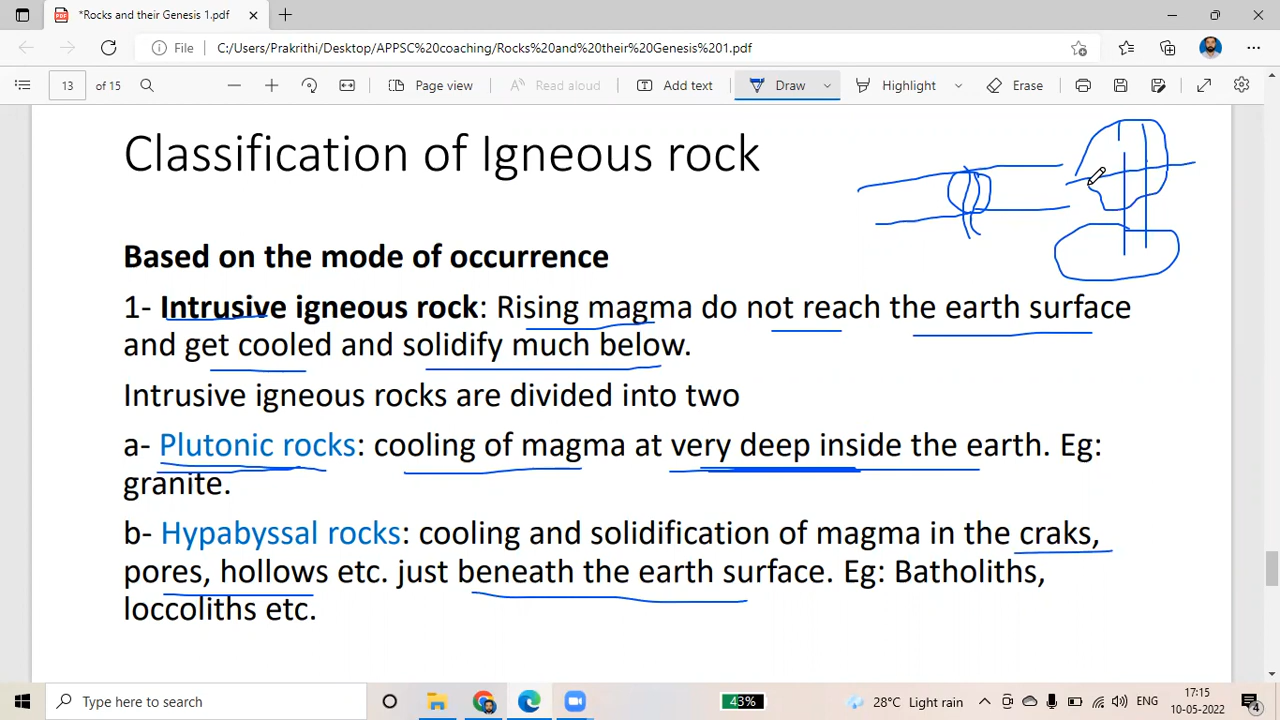 *Rocks and their Genesis 1.pdf
File C:/Users/Prakrithi/Desktop/APPSC%20coaching/Rocks%20and%20their%20Genesis%201.pdf
13 of 15 Page view Read aloud Add text Draw Highlight Erase
Classification of Igneous rock
Based on the mode of occurrence
1- Intrusive igneous rock: Rising magma do not reach the earth surface
and get cooled and solidify much below.
Intrusive igneous rocks are divided into two
a- Plutonic rocks: cooling of magma at very deep inside the earth. Eg:
granite.
b- Hypabyssal rocks: cooling and solidification of magma in the craks,
pores, hollows etc. just beneath the earth surface. Eg: Batholiths,
loccoliths etc.
Type here to search 43% 28°C Light rain ENG 17:15
10-05-2022 4